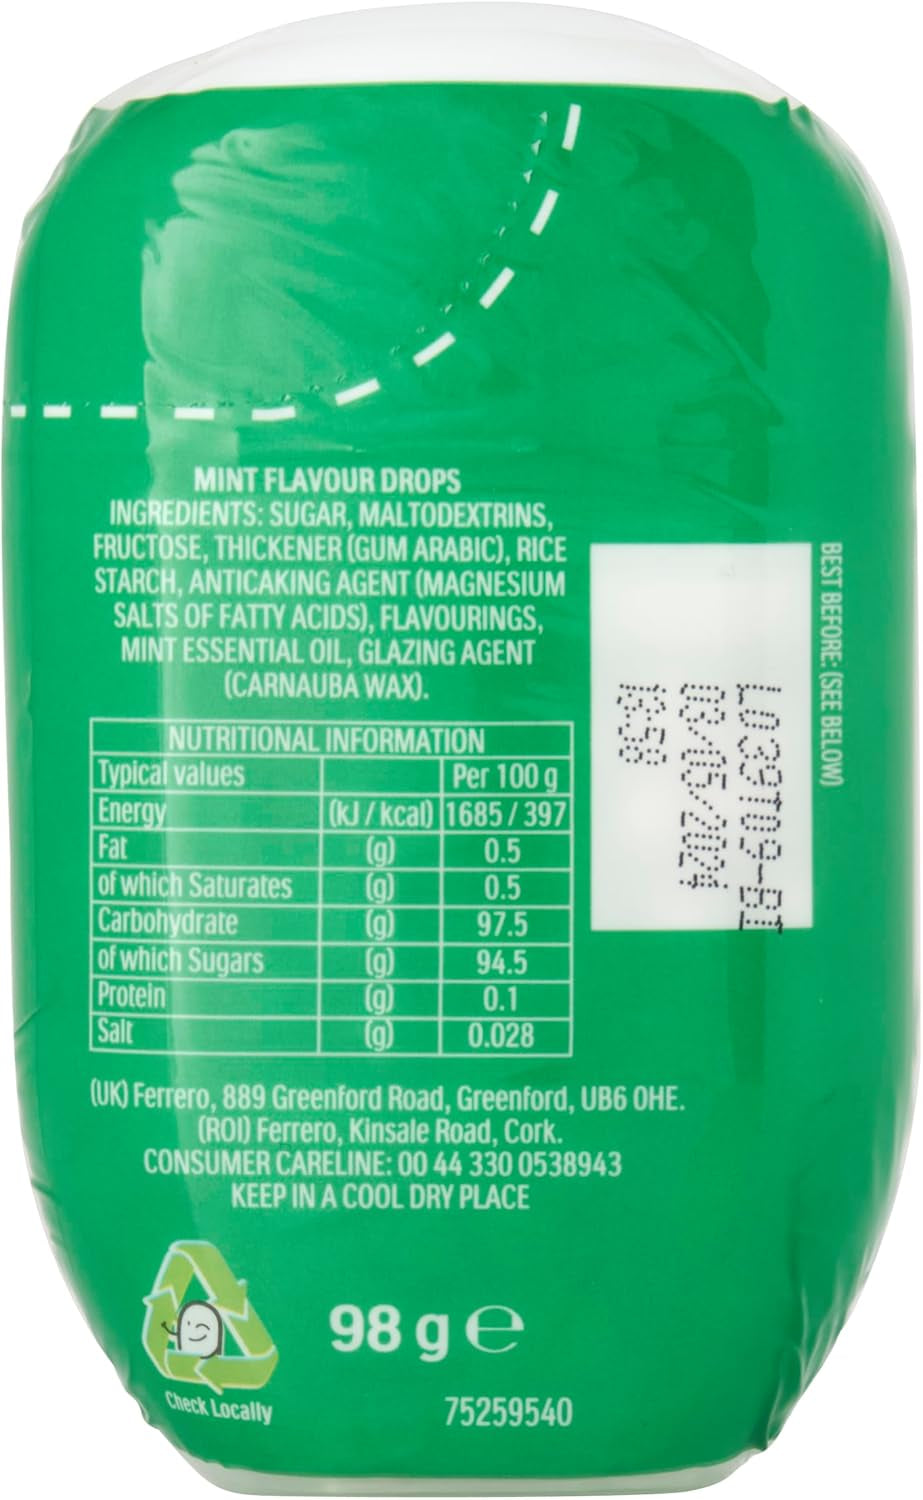 MINT FLAVOUR DROPS
INGREDIENTS: SUGAR, MALTODEXTRINS,
FRUCTOSE, THICKENER (GUM ARABIC), RICE
STARCH, ANTICAKING AGENT (MAGNESIUM
SALTS OF FATTY ACIDS), FLAVOURINGS,
MINT ESSENTIAL OIL, GLAZING AGENT
(CARNAUBA WAX).
NUTRITIONAL INFORMATION
Typical values Per 100 g
Energy (kJ / kcal) 1685 / 397
Fat (g) 0.5
of which Saturates (g) 0.5
Carbohydrate (g) 97.5
of which Sugars (g) 94.5
Protein (g) 0.1
Salt (g) 0.028
BEST BEFORE: (SEE BELOW)
L039T09-BI
03/05/2024
13:58
(UK) Ferrero, 889 Greenford Road, Greenford, UB6 0HE.
(ROI) Ferrero, Kinsale Road, Cork.
CONSUMER CARELINE: 00 44 330 0538943
KEEP IN A COOL DRY PLACE
98 g ℮
Check Locally
75259540